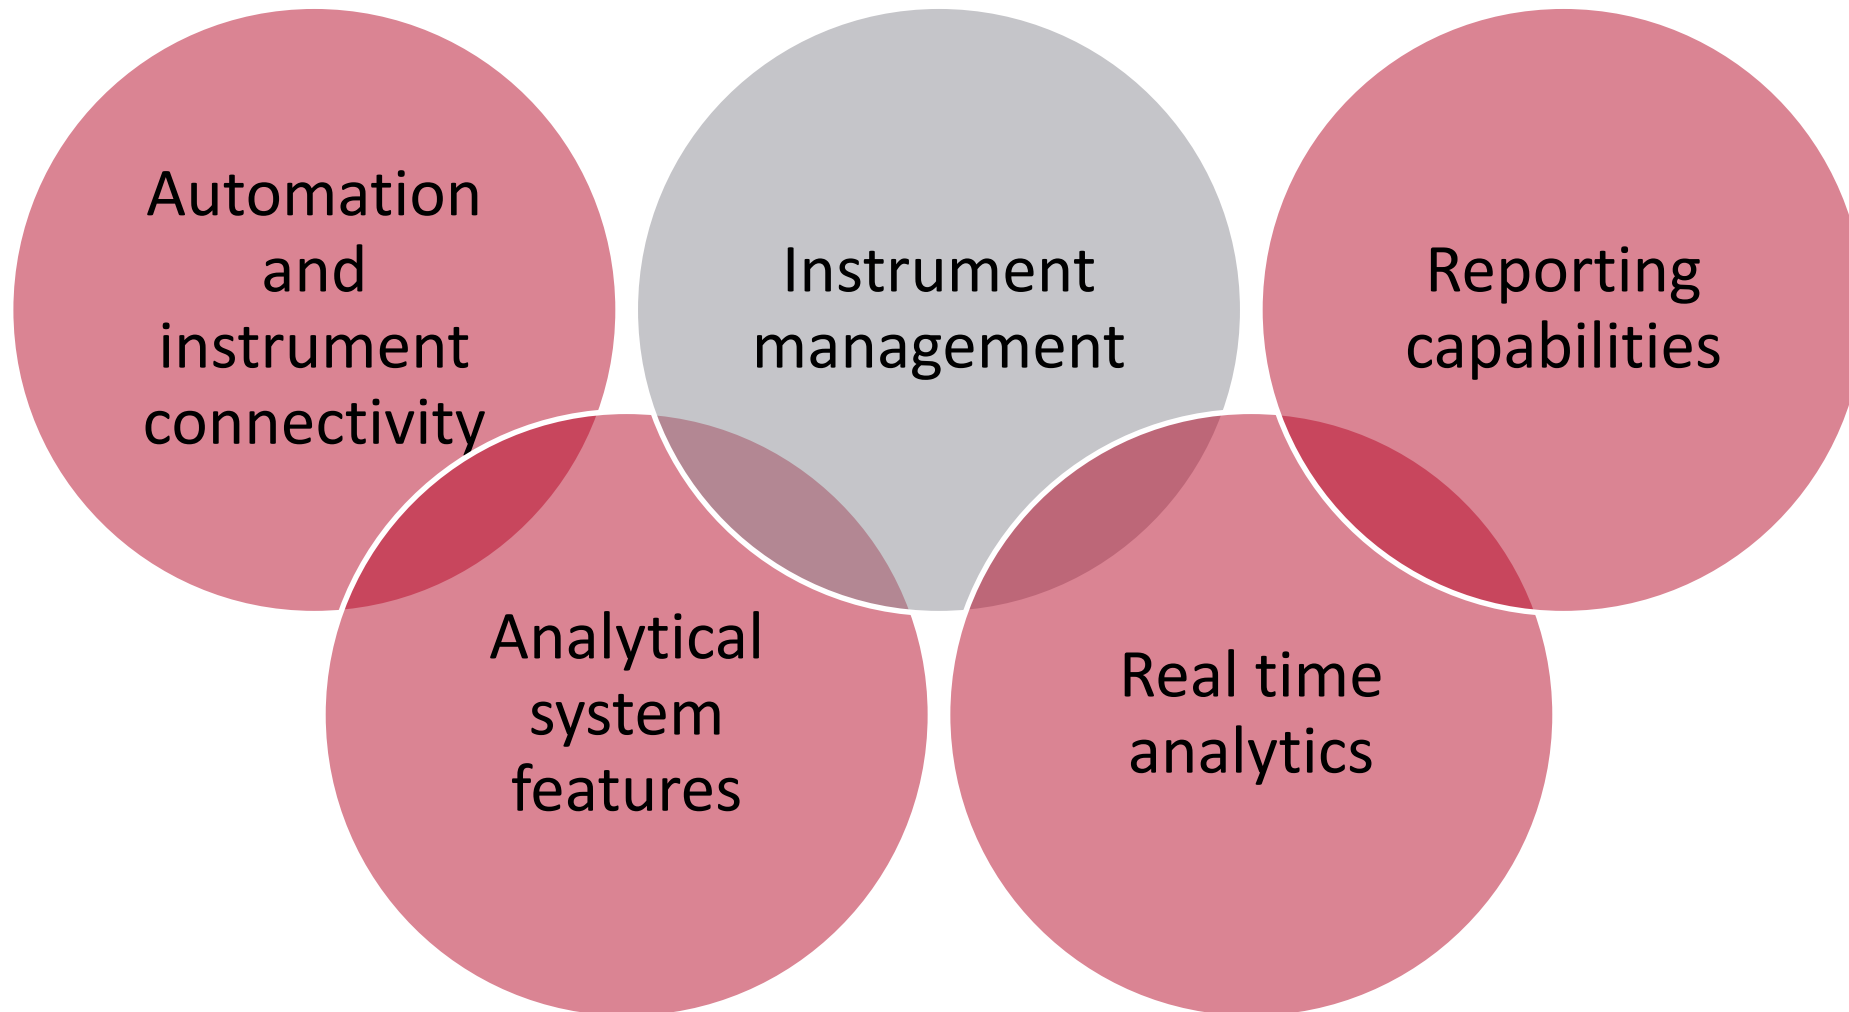 Automation
and
instrument
connectivity
Instrument
management
Reporting
capabilities
Analytical
system
features
Real time
analytics